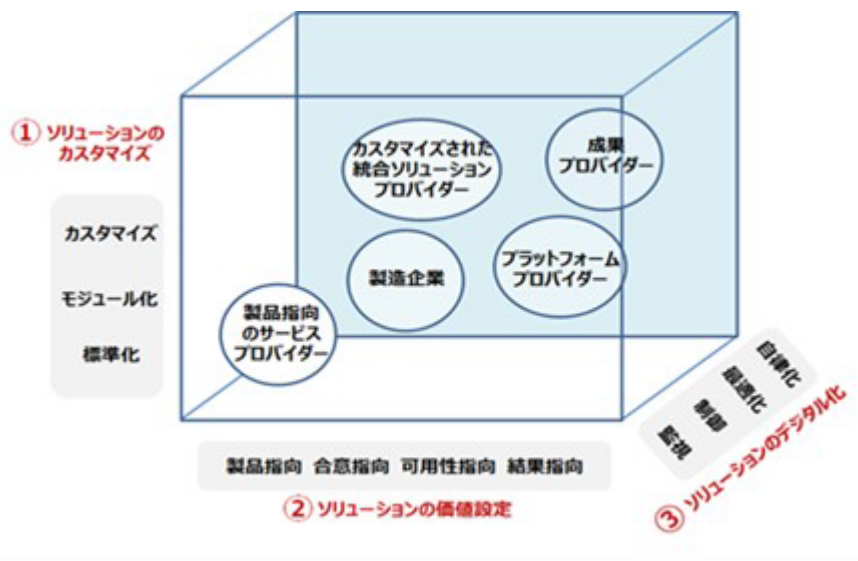 ① ソリューションの
カスタマイズ
カスタマイズ
モジュール化
標準化
カスタマイズされた
統合ソリューション
プロバイダー
成果
プロバイダー
製造企業
プラットフォーム
プロバイダー
製品指向
のサービス
プロバイダー
製品指向 合意指向 可用性指向 結果指向
② ソリューションの価値設定
監視
制御
最適化
自律化
③ ソリューションのデジタル化